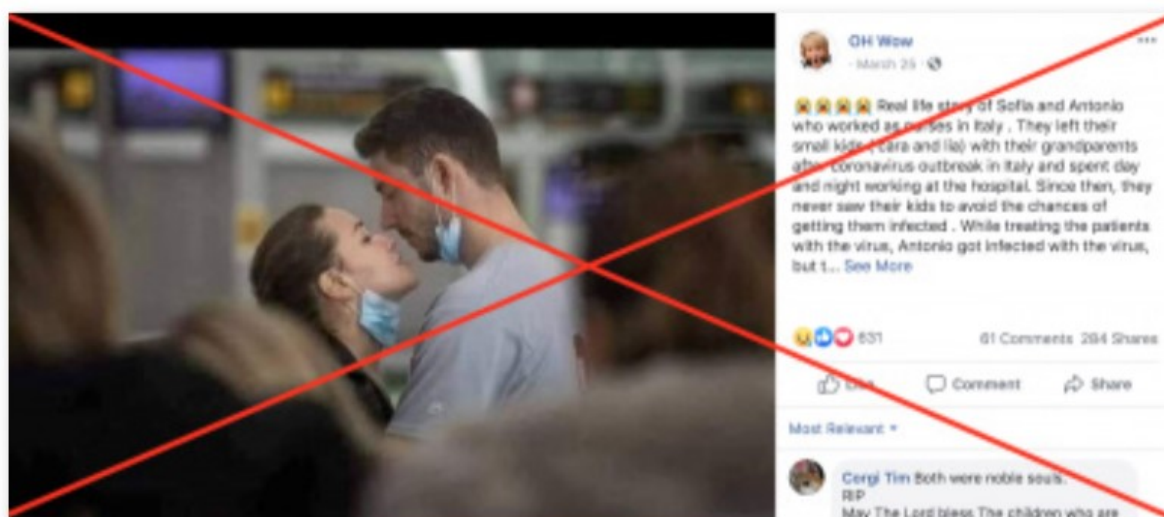 OH Wow
March 25
Real life story of Sofia and Antonio
who worked as nurses in Italy . They left their
small kids ( cara and lia) with their grandparents
after coronavirus outbreak in Italy and spent day
and night working at the hospital. Since then, they
never saw their kids to avoid the chances of
getting them infected . While treating the patients
with the virus, Antonio got infected with the virus,
but t... See More
631 61 Comments 284 Shares
Like Comment Share
Most Relevant
Corgi Tim Both were noble souls.
RIP
May The Lord bless The children who are